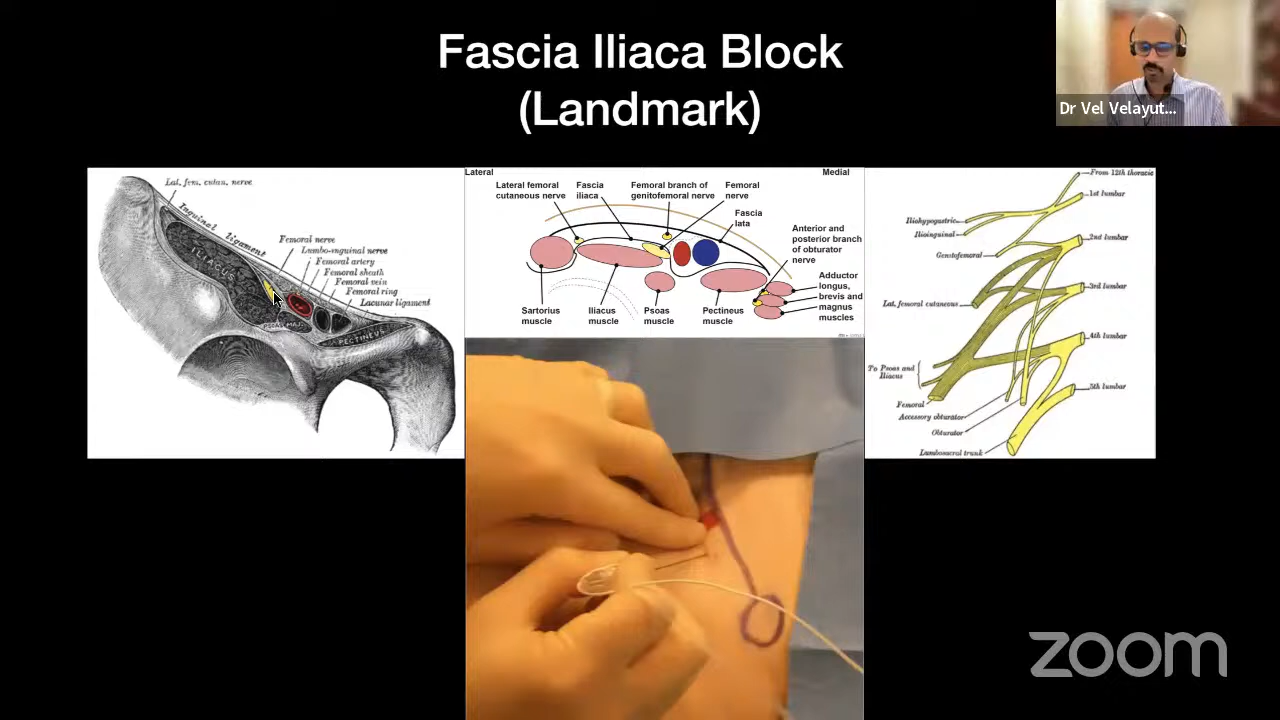 Fascia Iliaca Block
(Landmark)
Dr Vel Velayut...
Lat. fem. cutan. nerve
Inguinal ligament
Femoral nerve
Lumbo-inguinal nerve
Femoral artery
Femoral sheath
Femoral vein
Femoral ring
Lacunar ligament
ILIACUS
PSOAS MAJ.
PECTINEUS
Lateral
Medial
Lateral femoral
cutaneous nerve
Fascia
iliaca
Femoral branch of
genitofemoral nerve
Femoral
nerve
Fascia
lata
Anterior and
posterior branch
of obturator
nerve
Adductor
longus,
brevis and
magnus
muscles
Sartorius
muscle
Iliacus
muscle
Psoas
muscle
Pectineus
muscle
From 12th thoracic
1st lumbar
Iliohypogastric
Ilioinguinal
2nd lumbar
Genitofemoral
3rd lumbar
Lat. femoral cutaneous
4th lumbar
To Psoas and
Iliacus
5th lumbar
Femoral
Accessory obturator
Obturator
Lumbosacral trunk
zoom